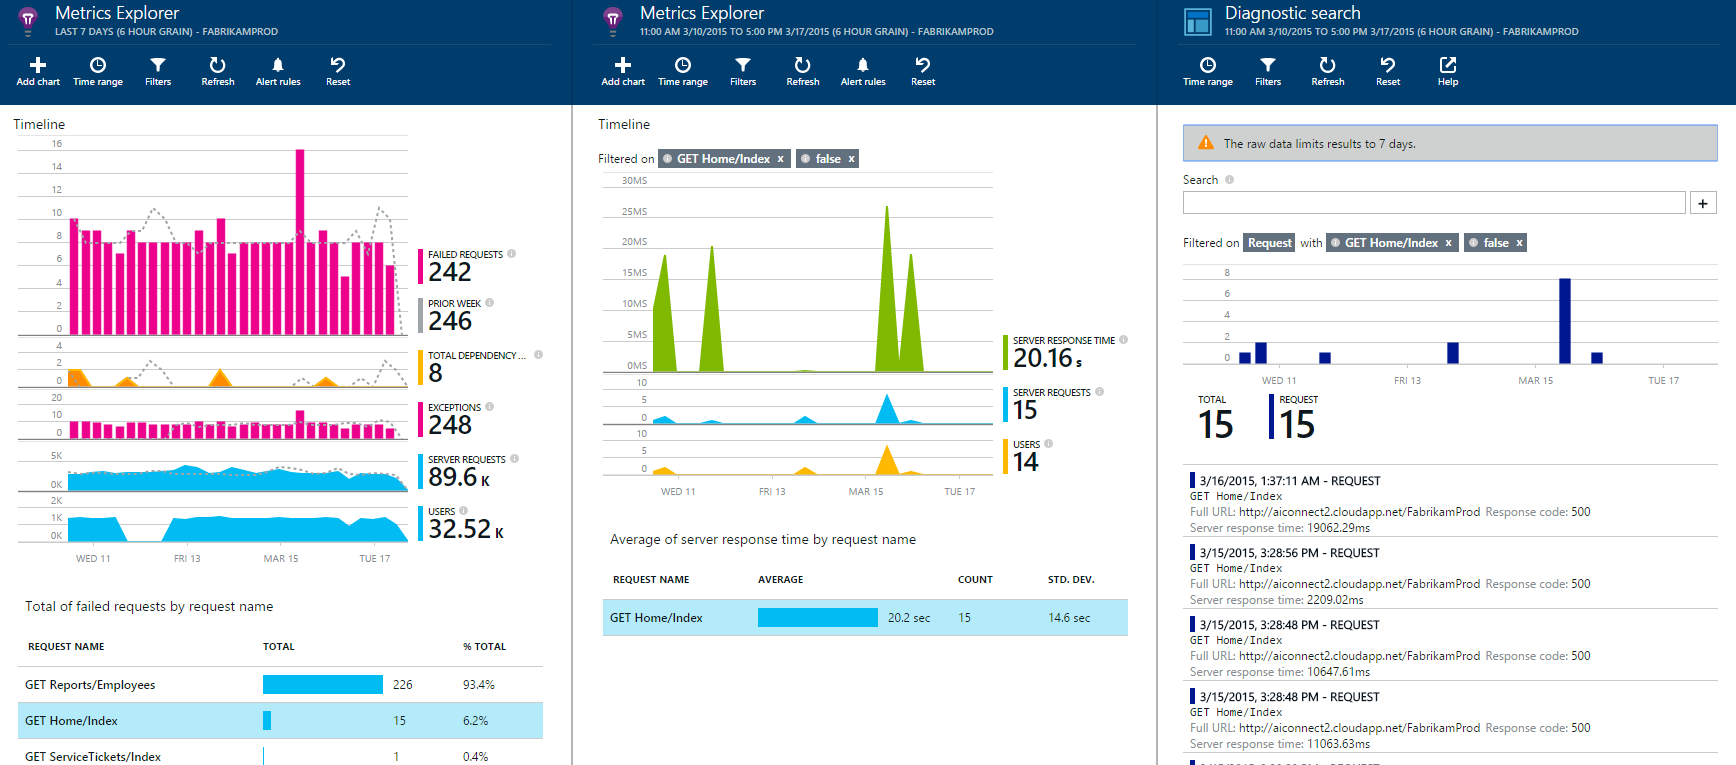 Metrics Explorer
LAST 7 DAYS (6 HOUR GRAIN) - FABRIKAMPROD
Add chart Time range Filters Refresh Alert rules Reset
Timeline
16
14
12
10
8
6
4
2
0
FAILED REQUESTS
242
PRIOR WEEK
246
4
2
0
TOTAL DEPENDENCY ...
8
20
10
0
EXCEPTIONS
248
5K
0K
SERVER REQUESTS
89.6 K
2K
1K
0K
USERS
32.52 K
WED 11 FRI 13 MAR 15 TUE 17
Total of failed requests by request name
REQUEST NAME TOTAL % TOTAL
GET Reports/Employees 226 93.4%
GET Home/Index 15 6.2%
GET ServiceTickets/Index 1 0.4%
Metrics Explorer
11:00 AM 3/10/2015 TO 5:00 PM 3/17/2015 (6 HOUR GRAIN) - FABRIKAMPROD
Add chart Time range Filters Refresh Alert rules Reset
Timeline
Filtered on GET Home/Index x false x
30MS
25MS
20MS
15MS
10MS
5MS
0MS
SERVER RESPONSE TIME
20.16 s
10
5
0
SERVER REQUESTS
15
10
5
0
USERS
14
WED 11 FRI 13 MAR 15 TUE 17
Average of server response time by request name
REQUEST NAME AVERAGE COUNT STD. DEV.
GET Home/Index 20.2 sec 15 14.6 sec
Diagnostic search
11:00 AM 3/10/2015 TO 5:00 PM 3/17/2015 (6 HOUR GRAIN) - FABRIKAMPROD
Time range Filters Refresh Reset Help
The raw data limits results to 7 days.
Search
+
Filtered on Request with GET Home/Index x false x
8
6
4
2
0
WED 11 FRI 13 MAR 15 TUE 17
TOTAL REQUEST
15 15
3/16/2015, 1:37:11 AM - REQUEST
GET Home/Index
Full URL: http://aiconnect2.cloudapp.net/FabrikamProd Response code: 500
Server response time: 19062.29ms
3/15/2015, 3:28:56 PM - REQUEST
GET Home/Index
Full URL: http://aiconnect2.cloudapp.net/FabrikamProd Response code: 500
Server response time: 2209.02ms
3/15/2015, 3:28:48 PM - REQUEST
GET Home/Index
Full URL: http://aiconnect2.cloudapp.net/FabrikamProd Response code: 500
Server response time: 10647.61ms
3/15/2015, 3:28:48 PM - REQUEST
GET Home/Index
Full URL: http://aiconnect2.cloudapp.net/FabrikamProd Response code: 500
Server response time: 11063.63ms